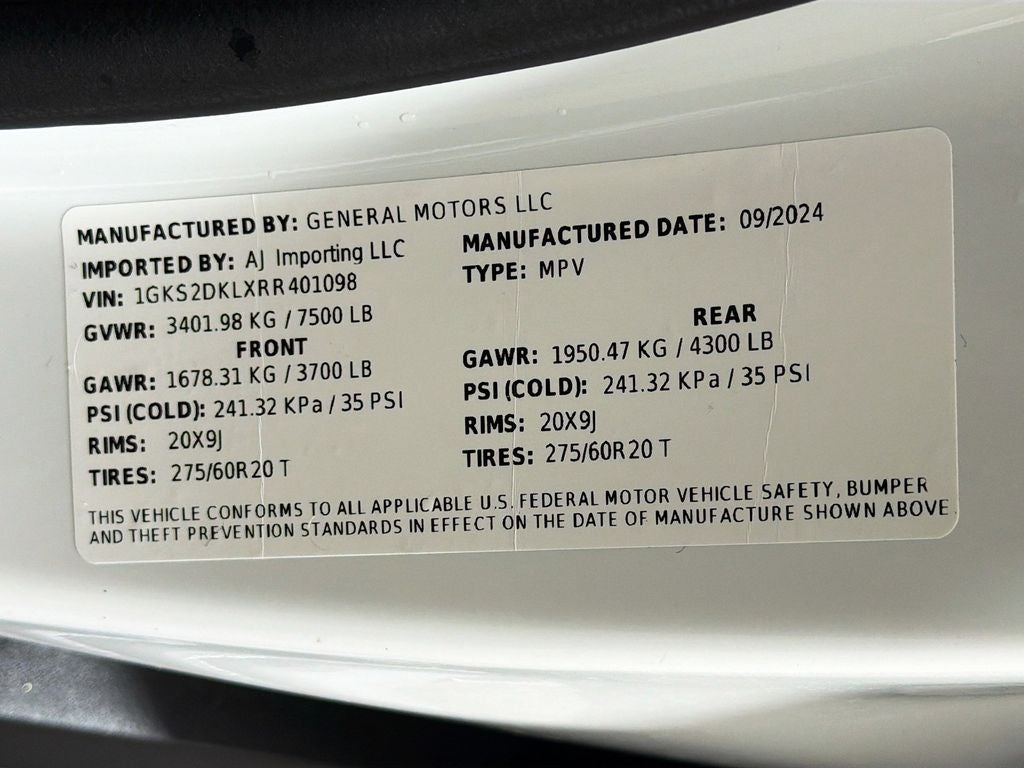 MANUFACTURED BY: GENERAL MOTORS LLC
IMPORTED BY: AJ Importing LLC
VIN: 1GKS2DKLXRR401098
GVWR: 3401.98 KG / 7500 LB
MANUFACTURED DATE: 09/2024
TYPE: MPV
FRONT
GAWR: 1678.31 KG / 3700 LB
PSI (COLD): 241.32 KPa / 35 PSI
RIMS: 20X9J
TIRES: 275/60R20 T
REAR
GAWR: 1950.47 KG / 4300 LB
PSI (COLD): 241.32 KPa / 35 PSI
RIMS: 20X9J
TIRES: 275/60R20 T
THIS VEHICLE CONFORMS TO ALL APPLICABLE U.S. FEDERAL MOTOR VEHICLE SAFETY, BUMPER
AND THEFT PREVENTION STANDARDS IN EFFECT ON THE DATE OF MANUFACTURE SHOWN ABOVE